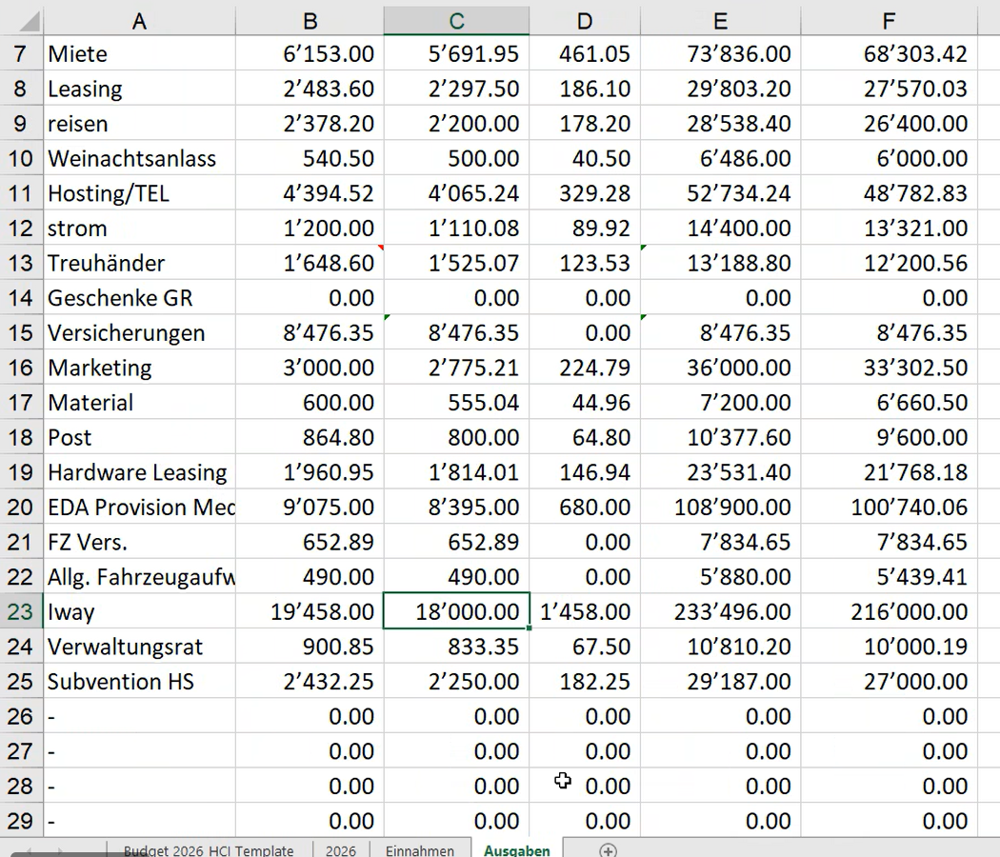 A B C D E F
7 Miete 6’153.00 5’691.95 461.05 73’836.00 68’303.42
8 Leasing 2’483.60 2’297.50 186.10 29’803.20 27’570.03
9 reisen 2’378.20 2’200.00 178.20 28’538.40 26’400.00
10 Weinachtsanlass 540.50 500.00 40.50 6’486.00 6’000.00
11 Hosting/TEL 4’394.52 4’065.24 329.28 52’734.24 48’782.83
12 strom 1’200.00 1’110.08 89.92 14’400.00 13’321.00
13 Treuhänder 1’648.60 1’525.07 123.53 13’188.80 12’200.56
14 Geschenke GR 0.00 0.00 0.00 0.00 0.00
15 Versicherungen 8’476.35 8’476.35 0.00 8’476.35 8’476.35
16 Marketing 3’000.00 2’775.21 224.79 36’000.00 33’302.50
17 Material 600.00 555.04 44.96 7’200.00 6’660.50
18 Post 864.80 800.00 64.80 10’377.60 9’600.00
19 Hardware Leasing 1’960.95 1’814.01 146.94 23’531.40 21’768.18
20 EDA Provision Med 9’075.00 8’395.00 680.00 108’900.00 100’740.06
21 FZ Vers. 652.89 652.89 0.00 7’834.65 7’834.65
22 Allg. Fahrzeugaufw 490.00 490.00 0.00 5’880.00 5’439.41
23 Iway 19’458.00 18’000.00 1’458.00 233’496.00 216’000.00
24 Verwaltungsrat 900.85 833.35 67.50 10’810.20 10’000.19
25 Subvention HS 2’432.25 2’250.00 182.25 29’187.00 27’000.00
26 - 0.00 0.00 0.00 0.00 0.00
27 - 0.00 0.00 0.00 0.00 0.00
28 - 0.00 0.00 0.00 0.00 0.00
29 - 0.00 0.00 0.00 0.00 0.00
Budget 2026 HCI Template 2026 Einnahmen Ausgaben